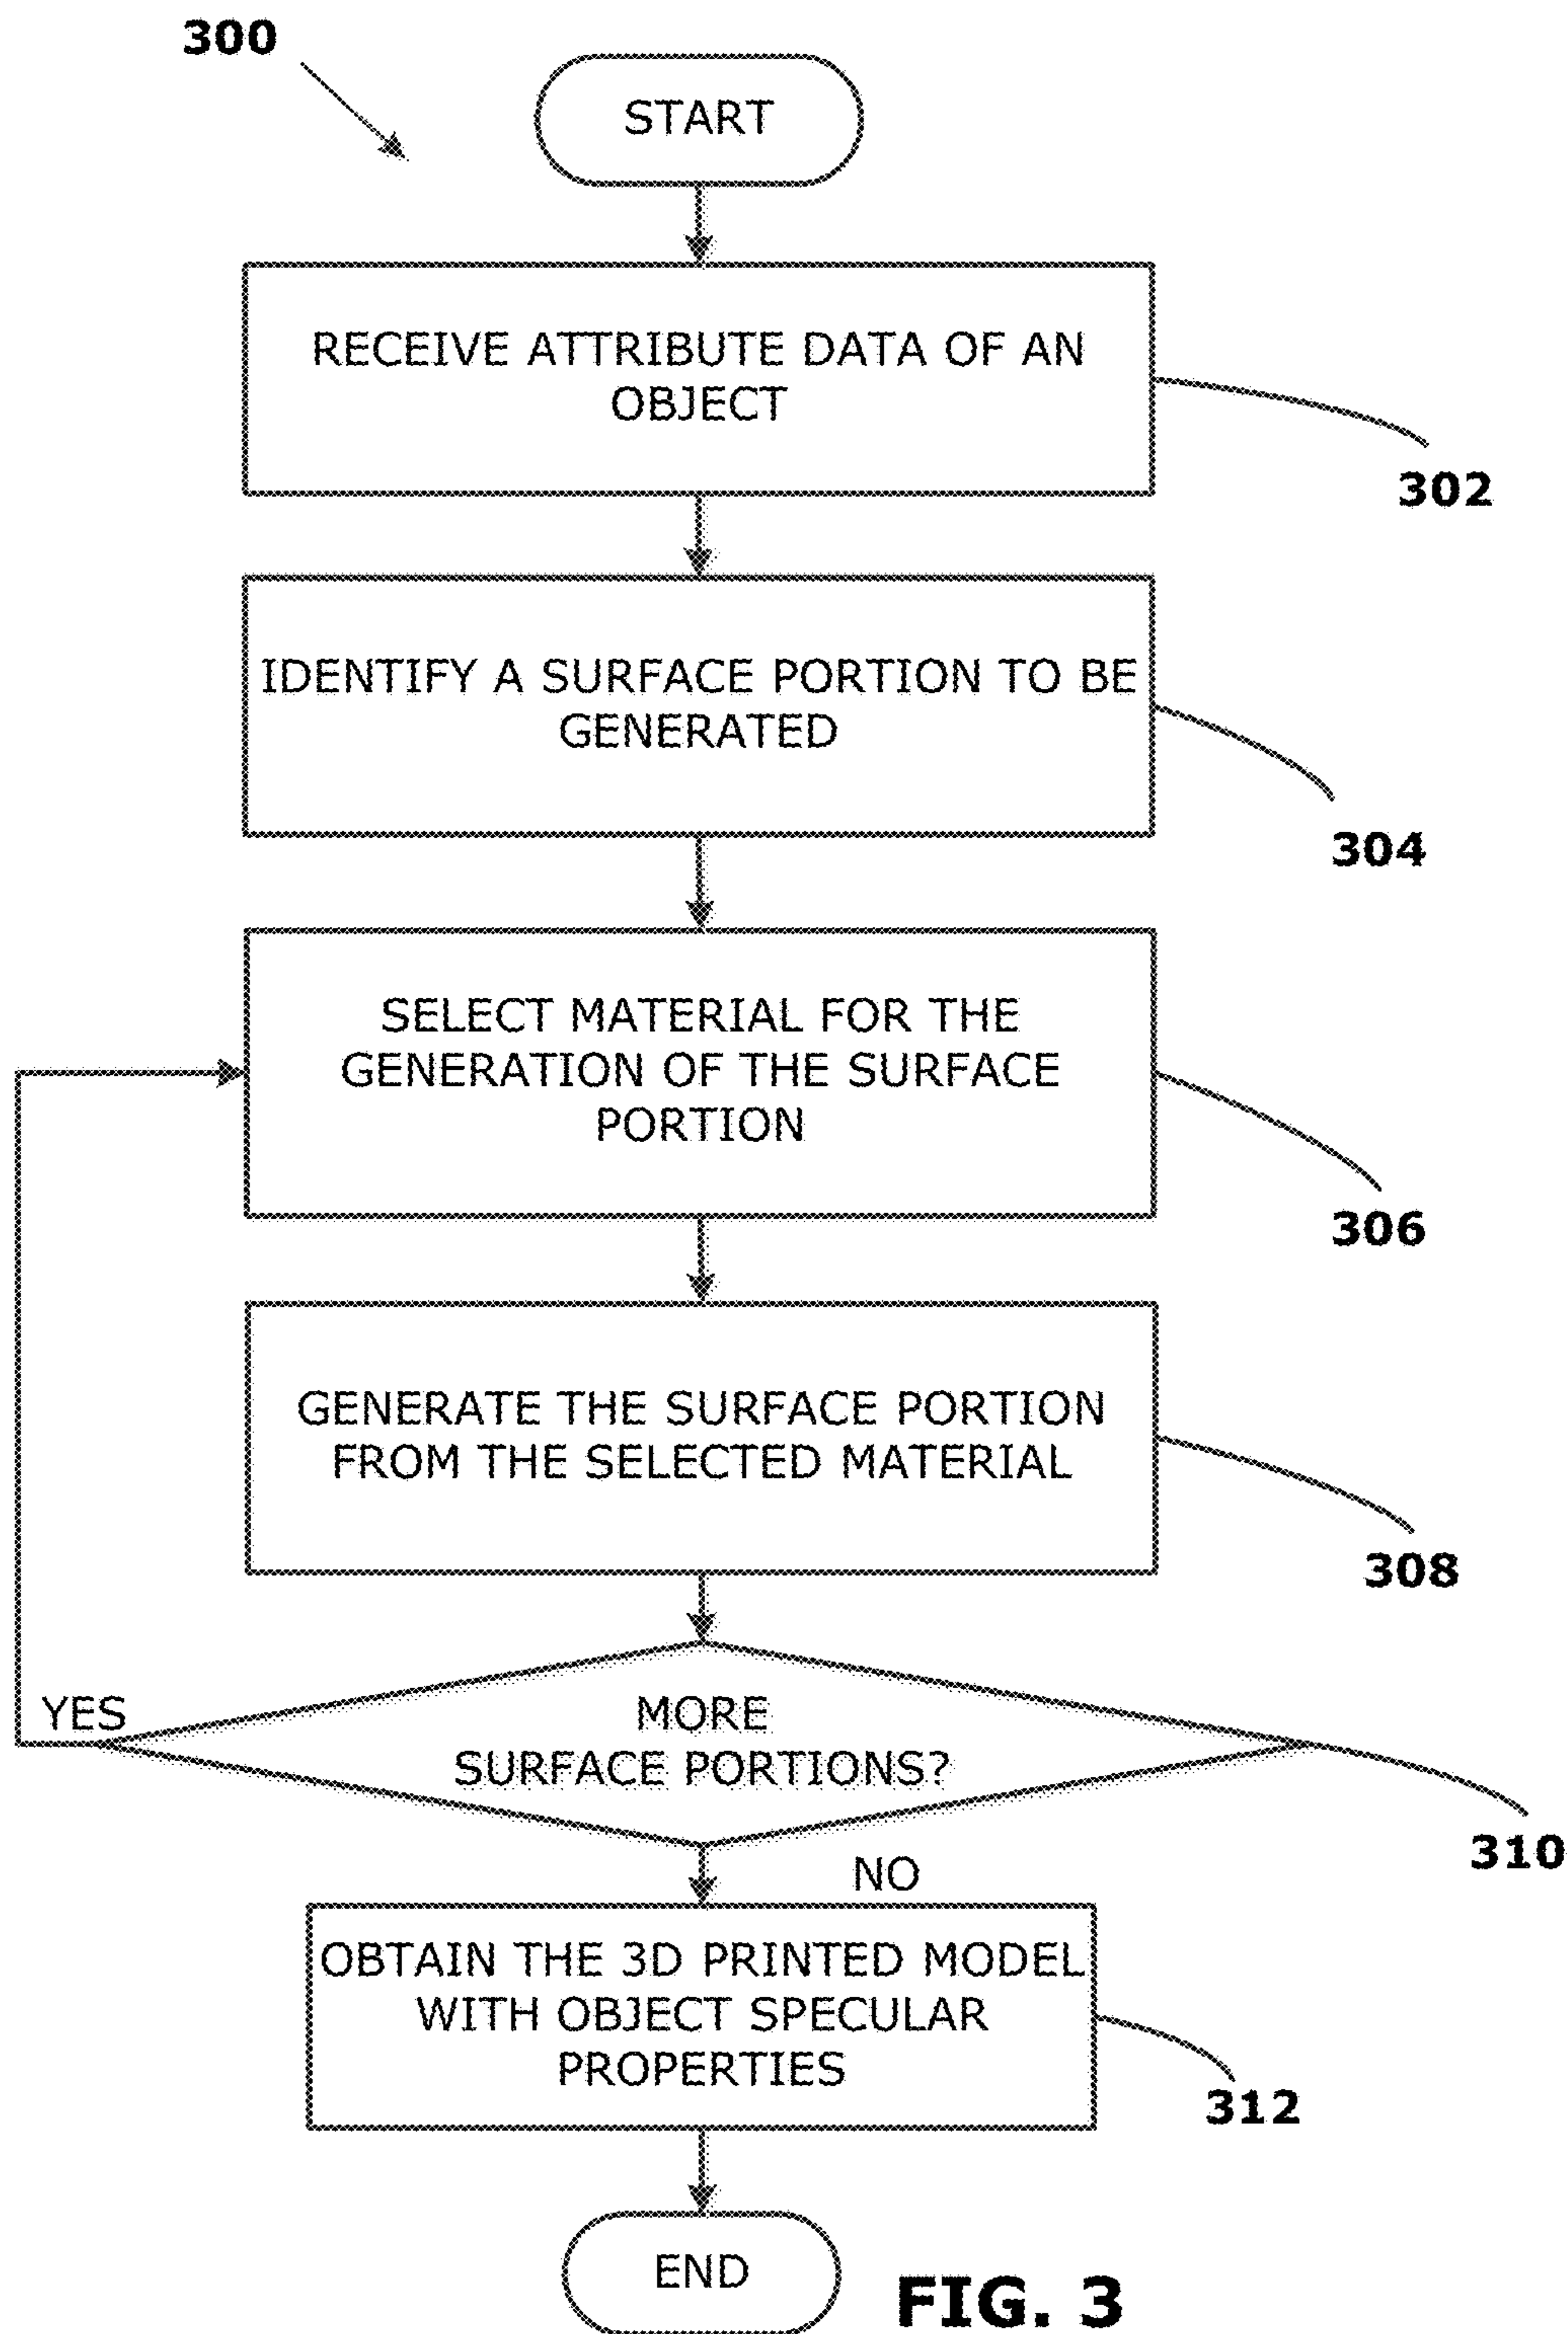 300
START
RECEIVE ATTRIBUTE DATA OF AN
OBJECT
302
IDENTIFY A SURFACE PORTION TO BE
GENERATED
304
SELECT MATERIAL FOR THE
GENERATION OF THE SURFACE
PORTION
306
GENERATE THE SURFACE PORTION
FROM THE SELECTED MATERIAL
308
YES
MORE
SURFACE PORTIONS?
310
NO
OBTAIN THE 3D PRINTED MODEL
WITH OBJECT SPECULAR
PROPERTIES
312
END
FIG. 3